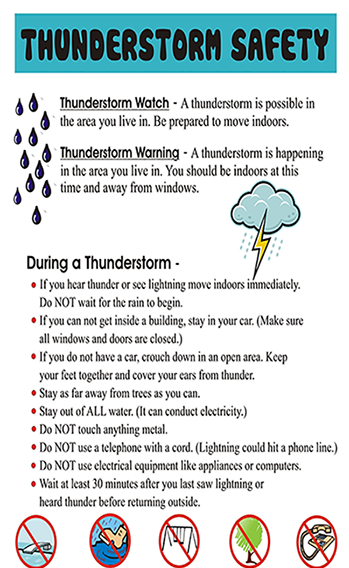 THUNDERSTORM SAFETY
Thunderstorm Watch - A thunderstorm is possible in
the area you live in. Be prepared to move indoors.
Thunderstorm Warning - A thunderstorm is happening
in the area you live in. You should be indoors at this
time and away from windows.
During a Thunderstorm -
• If you hear thunder or see lightning move indoors immediately.
Do NOT wait for the rain to begin.
• If you can not get inside a building, stay in your car. (Make sure
all windows and doors are closed.)
• If you do not have a car, crouch down in an open area. Keep
your feet together and cover your ears from thunder.
• Stay as far away from trees as you can.
• Stay out of ALL water. (It can conduct electricity.)
• Do NOT touch anything metal.
• Do NOT use a telephone with a cord. (Lightning could hit a phone line.)
• Do NOT use electrical equipment like appliances or computers.
• Wait at least 30 minutes after you last saw lightning or
heard thunder before returning outside.